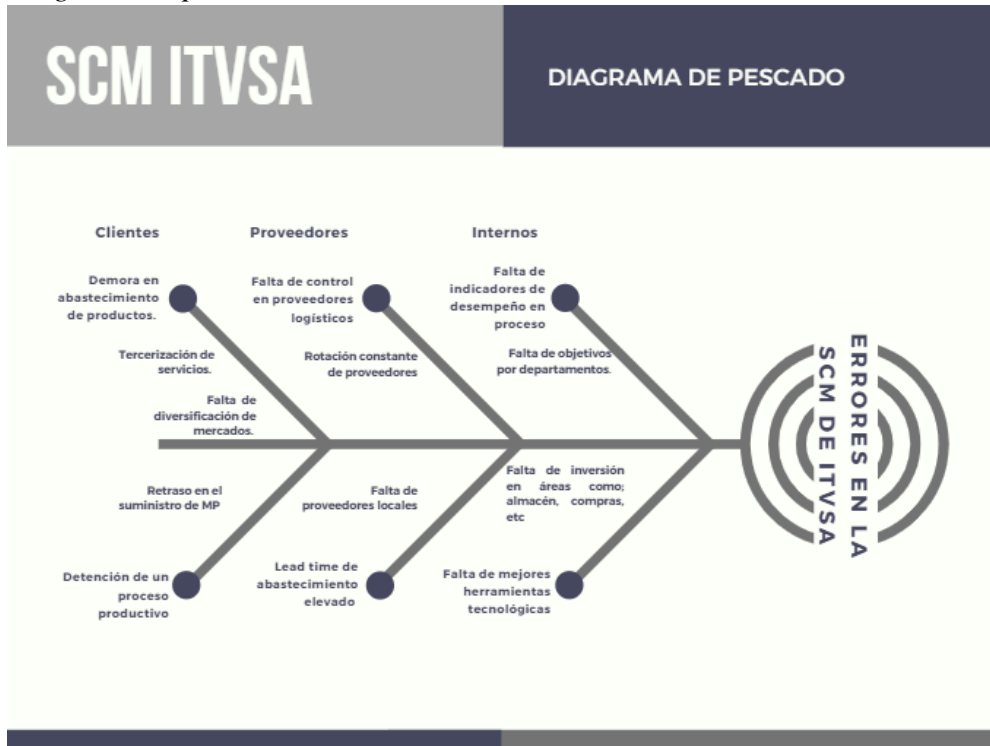 SCM ITVSA
DIAGRAMA DE PESCADO
Clientes
Proveedores
Internos
Demora en
abastecimiento
de productos.
Falta de control
en proveedores
logísticos
Falta de
indicadores de
desempeño en
proceso
Tercerización de
servicios.
Rotación constante
de proveedores
Falta de objetivos
por departamentos.
Falta de
diversificación de
mercados.
Retraso en el
suministro de MP
Falta de
proveedores locales
Falta de inversión
en áreas como;
almacén, compras,
etc
Detención de un
proceso
productivo
Lead time de
abastecimiento
elevado
Falta de mejores
herramientas
tecnológicas
ERRORES EN LA
SCM DE ITVSA